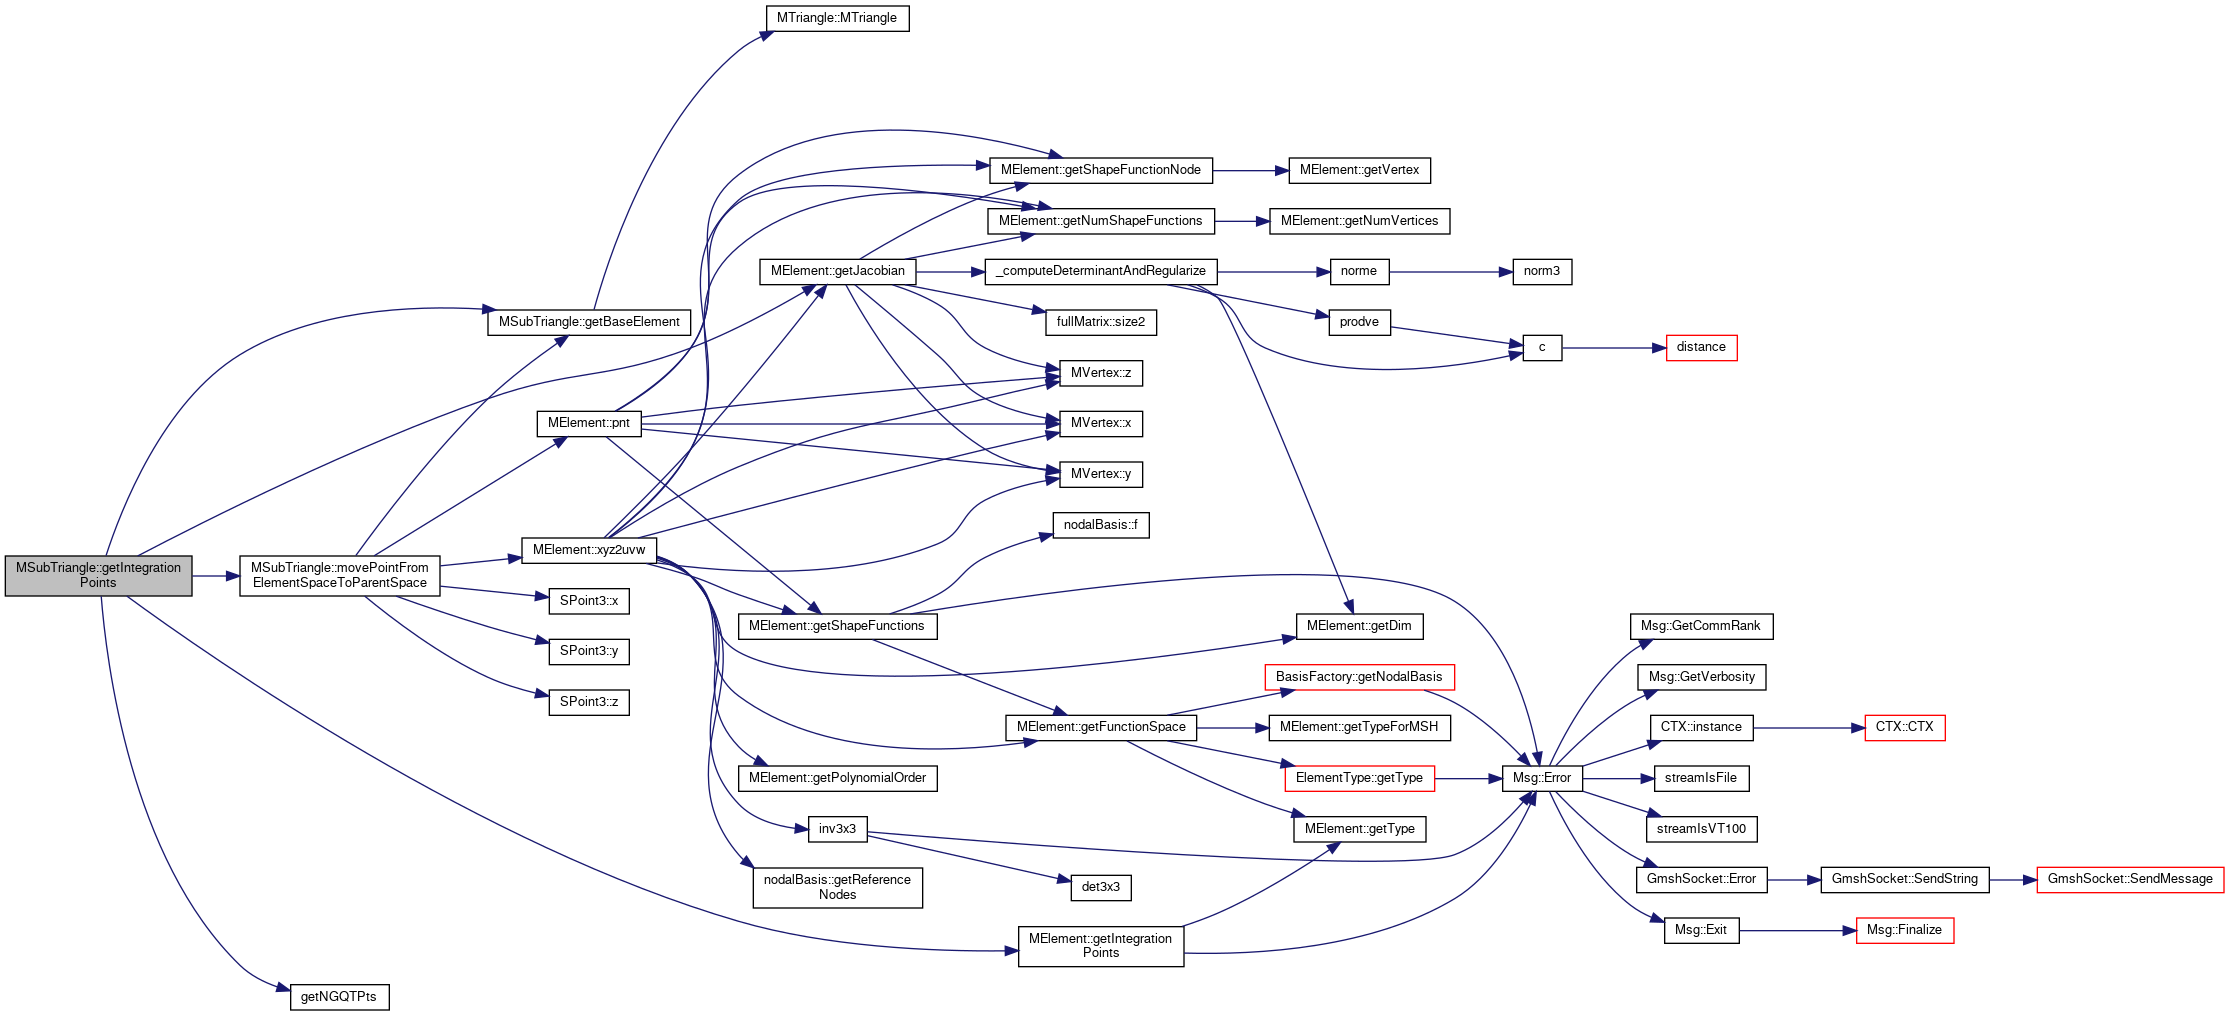 MTriangle::MTriangle
MElement::getShapeFunctionNode
MElement::getVertex
MElement::getNumShapeFunctions
MElement::getNumVertices
MElement::getJacobian
_computeDeterminantAndRegularize
norme
norm3
MSubTriangle::getBaseElement
fullMatrix::size2
prodve
c
distance
MVertex::z
MElement::pnt
MVertex::x
MVertex::y
nodalBasis::f
MElement::xyz2uvw
MSubTriangle::getIntegration
Points
MSubTriangle::movePointFrom
ElementSpaceToParentSpace
SPoint3::x
MElement::getShapeFunctions
MElement::getDim
Msg::GetCommRank
SPoint3::y
BasisFactory::getNodalBasis
Msg::GetVerbosity
SPoint3::z
MElement::getFunctionSpace
MElement::getTypeForMSH
CTX::instance
CTX::CTX
MElement::getPolynomialOrder
ElementType::getType
Msg::Error
streamIsFile
inv3x3
MElement::getType
streamIsVT100
nodalBasis::getReference
Nodes
det3x3
GmshSocket::Error
GmshSocket::SendString
GmshSocket::SendMessage
MElement::getIntegration
Points
Msg::Exit
Msg::Finalize
getNGQTPts